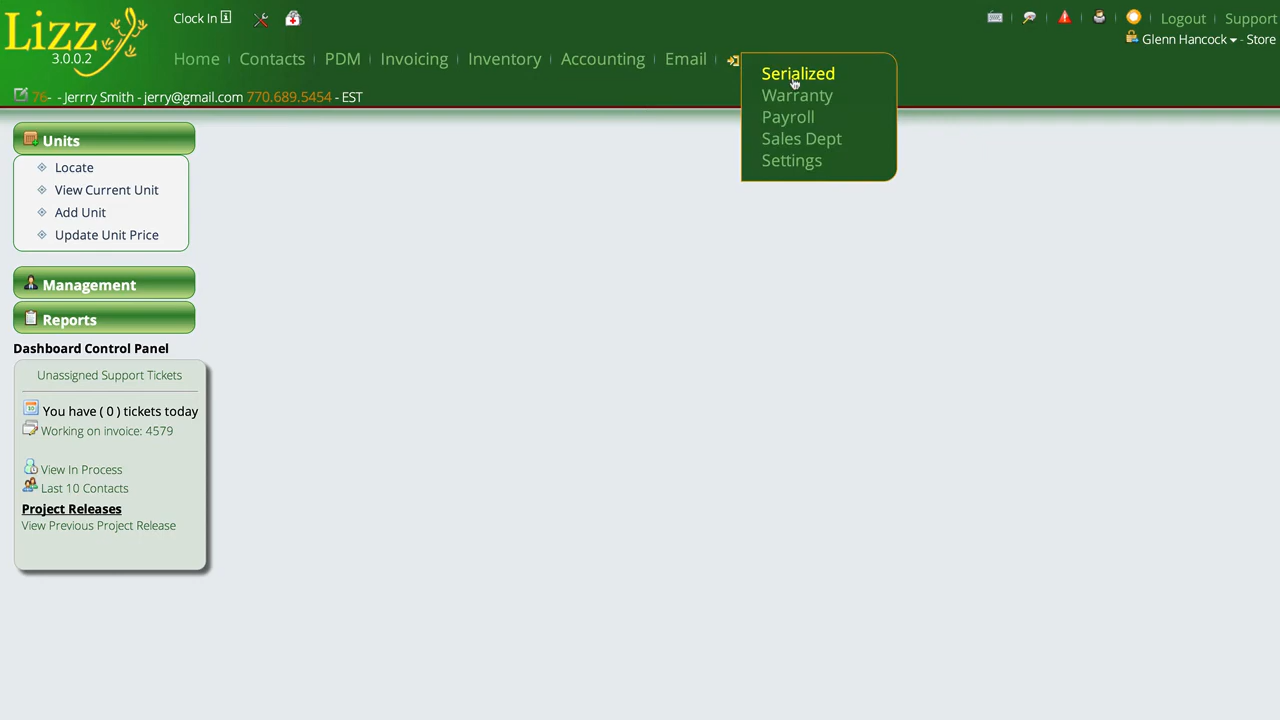 Lizz
3.0.0.2
Clock In
Logout Support
Glenn Hancock - Store
Home Contacts PDM Invoicing Inventory Accounting Email
76- - Jerrry Smith - jerry@gmail.com 770.689.5454 - EST
Serialized
Warranty
Payroll
Sales Dept
Settings
Units
Locate
View Current Unit
Add Unit
Update Unit Price
Management
Reports
Dashboard Control Panel
Unassigned Support Tickets
You have ( 0 ) tickets today
Working on invoice: 4579
View In Process
Last 10 Contacts
Project Releases
View Previous Project Release